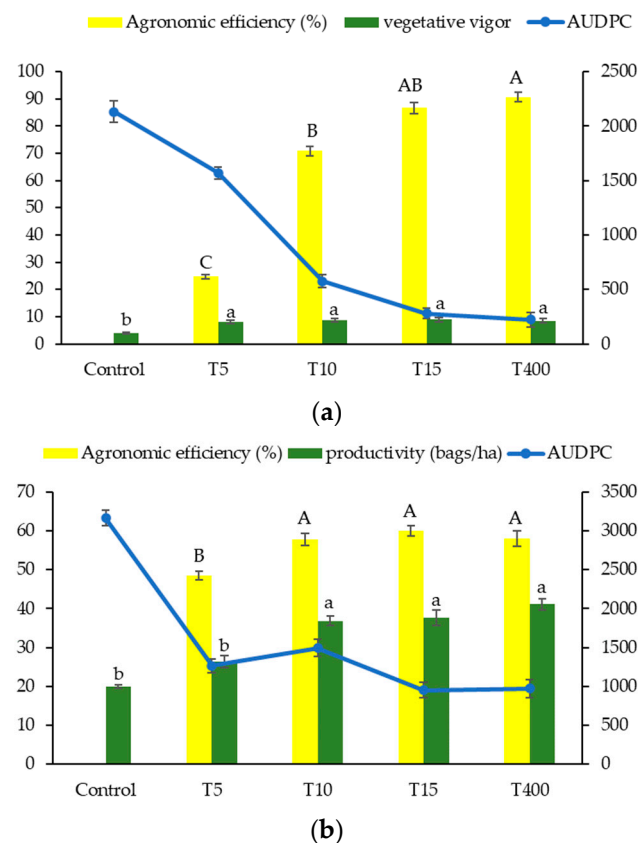 Agronomic efficiency (%) vegetative vigor AUDPC
100 2500
90 A
AB
80 2000
B
70
60 1500
50
40 1000
30 C
20 500
10 b a a a a
0 0
Control T5 T10 T15 T400
(a)
Agronomic efficiency (%) productivity (bags/ha) AUDPC
70 3500
60 A A A 3000
50 B 2500
40 a a a 2000
30 b 1500
20 b 1000
10 500
0 0
Control T5 T10 T15 T400
(b)